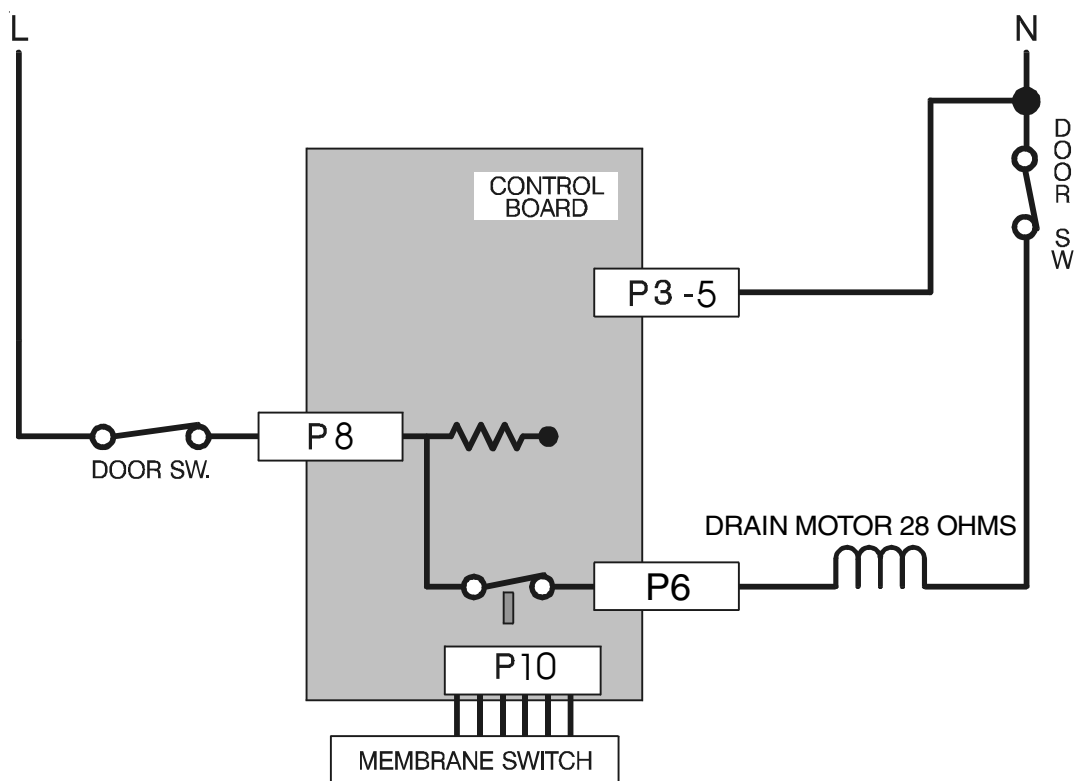 L
N
DOOR SW
CONTROL
BOARD
P3-5
P8
DOOR SW.
DRAIN MOTOR 28 OHMS
P6
P10
MEMBRANE SWITCH